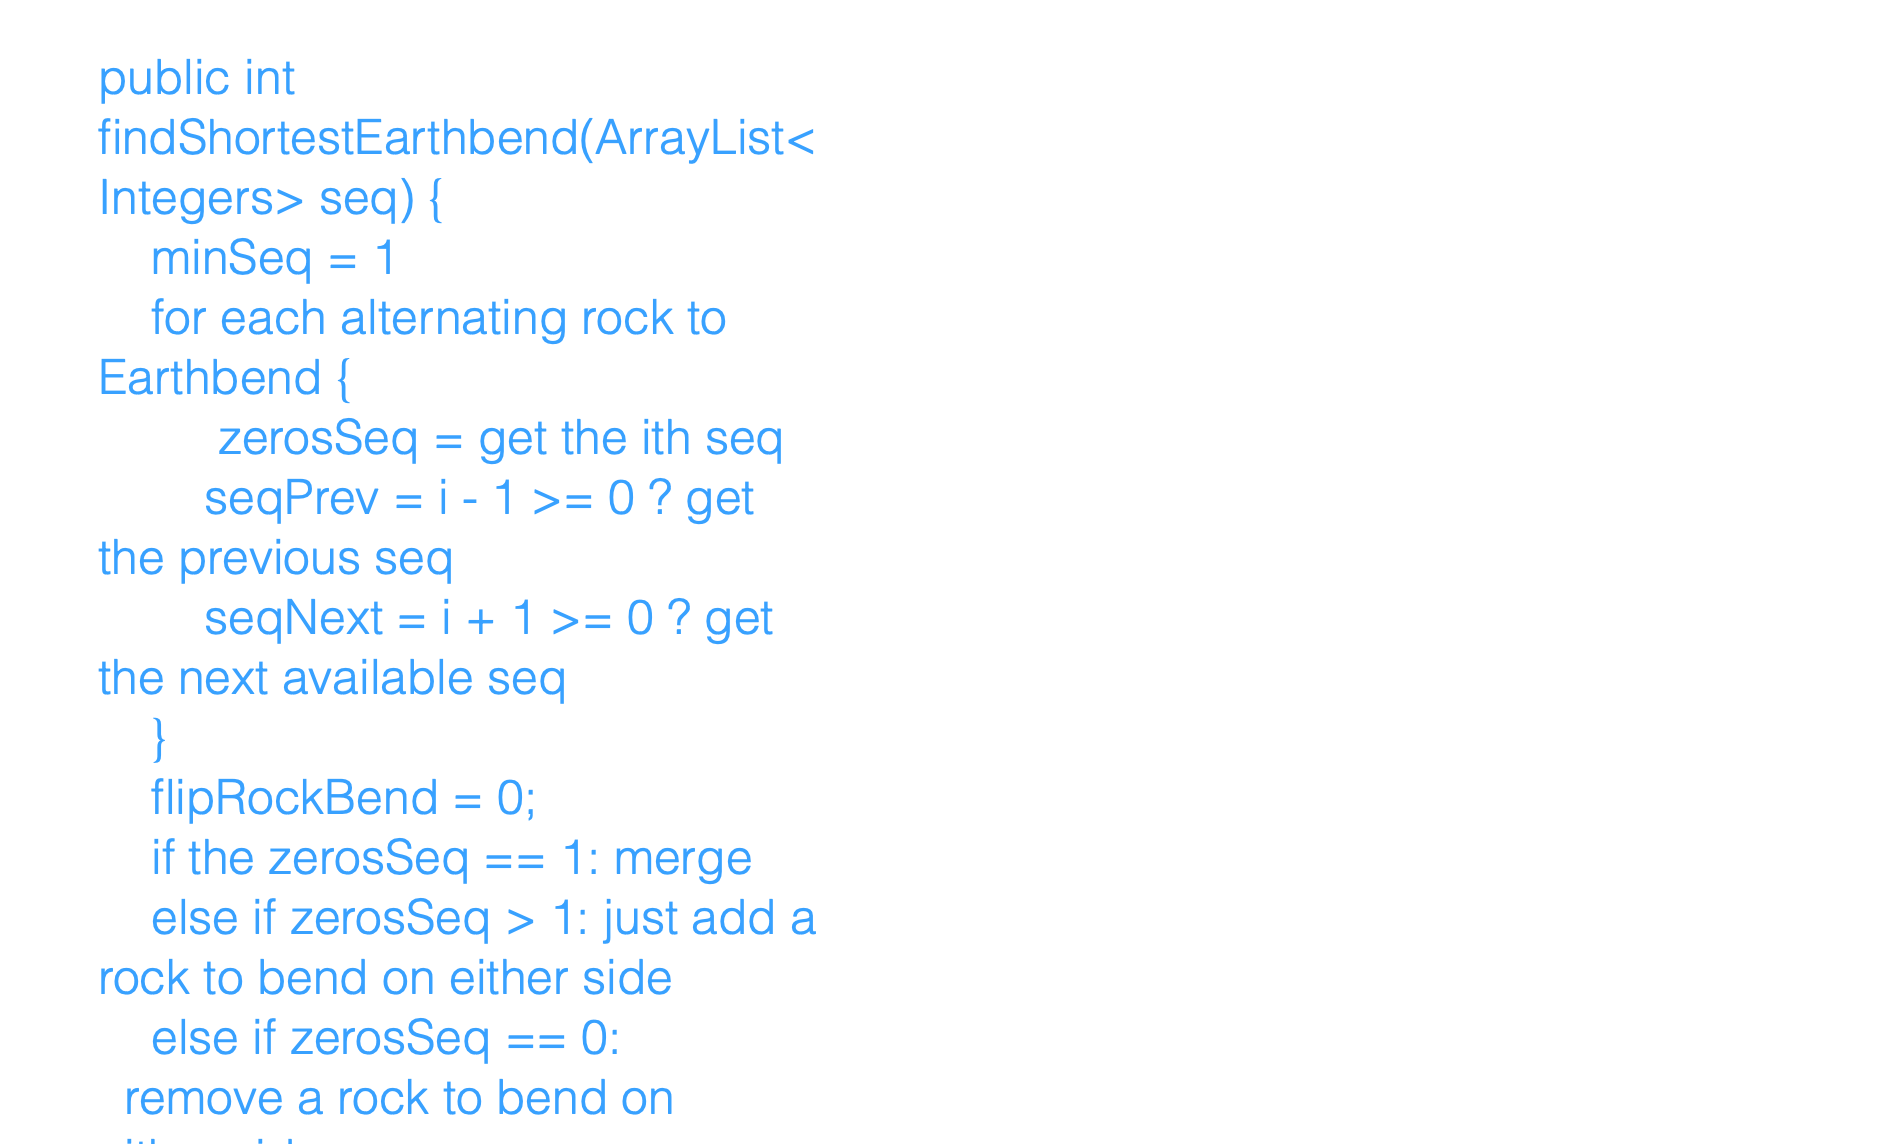 public int
findShortestEarthbend(ArrayList<
Integers> seq) {
minSeq = 1
for each alternating rock to
Earthbend {
zerosSeq = get the ith seq
seqPrev = i - 1 >= 0 ? get
the previous seq
seqNext = i + 1 >= 0 ? get
the next available seq
}
flipRockBend = 0;
if the zerosSeq == 1: merge
else if zerosSeq > 1: just add a
rock to bend on either side
else if zerosSeq == 0:
remove a rock to bend on